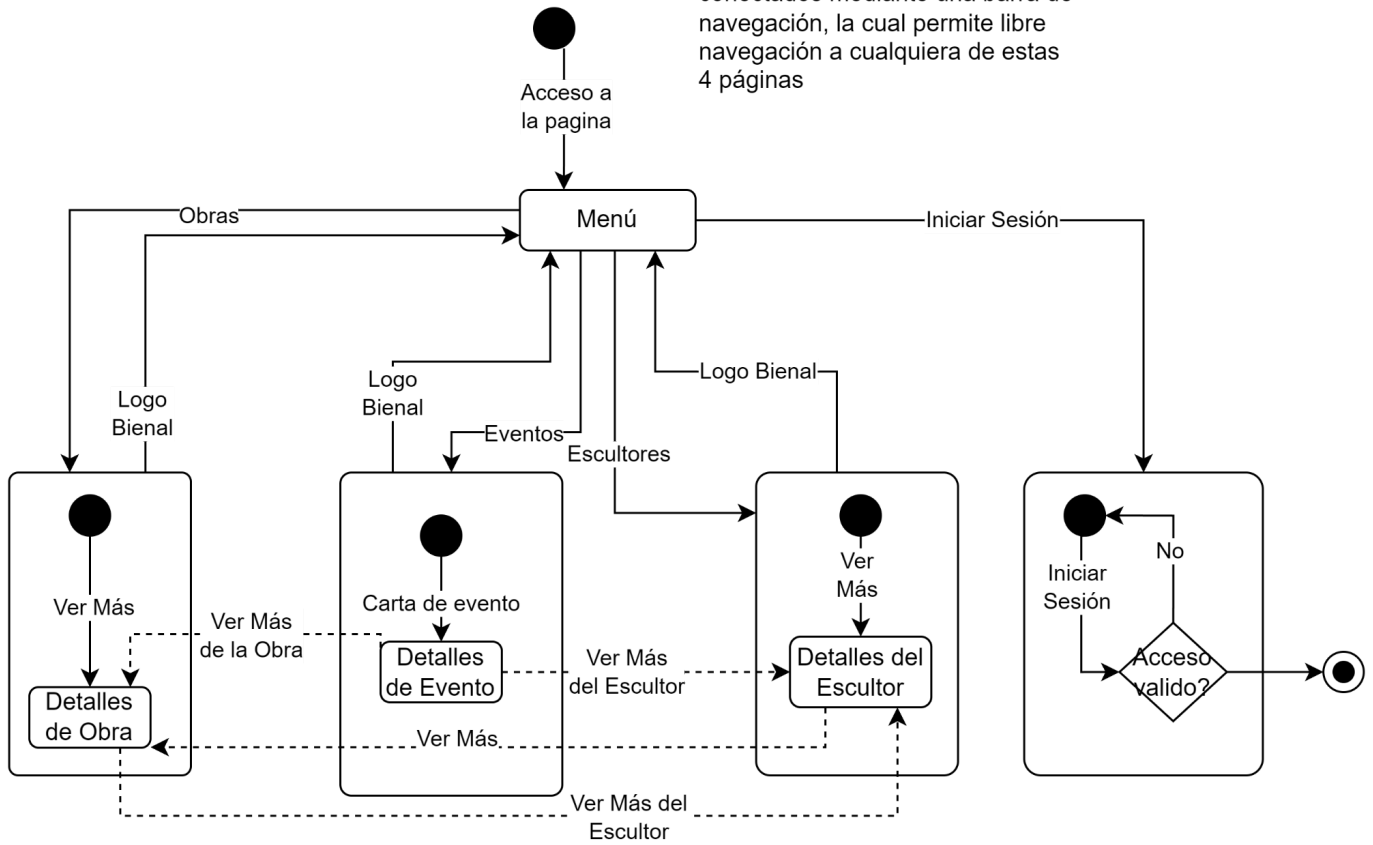 navegación, la cual permite libre
navegación a cualquiera de estas
4 páginas
Acceso a
la pagina
Menú
Obras
Iniciar Sesión
Logo
Bienal
Logo
Bienal
Eventos
Escultores
Logo Bienal
Ver Más
Carta de evento
Ver
Más
Iniciar
Sesión
No
Ver Más
de la Obra
Detalles
de Evento
Ver Más
del Escultor
Detalles del
Escultor
Acceso
valido?
Detalles
de Obra
Ver Más
Ver Más del
Escultor